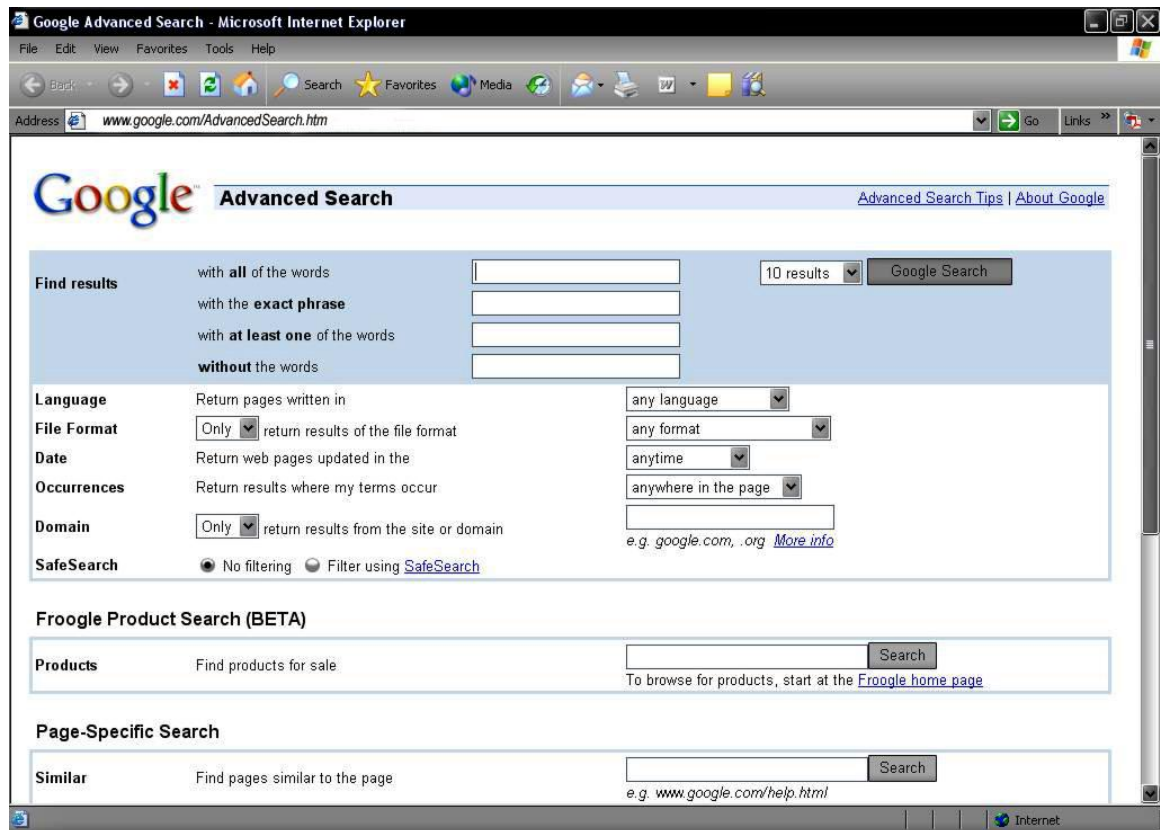 Google Advanced Search - Microsoft Internet Explorer
File Edit View Favorites Tools Help
Back Search Favorites Media W
Address www.google.com/AdvancedSearch.htm Go Links »
Google™ Advanced Search Advanced Search Tips | About Google
Find results with all of the words 10 results Google Search
with the exact phrase
with at least one of the words
without the words
Language Return pages written in any language
File Format Only return results of the file format any format
Date Return web pages updated in the anytime
Occurrences Return results where my terms occur anywhere in the page
Domain Only return results from the site or domain
e.g. google.com, .org More info
SafeSearch No filtering Filter using SafeSearch
Froogle Product Search (BETA)
Products Find products for sale Search
To browse for products, start at the Froogle home page
Page-Specific Search
Similar Find pages similar to the page Search
e.g. www.google.com/help.html
Internet